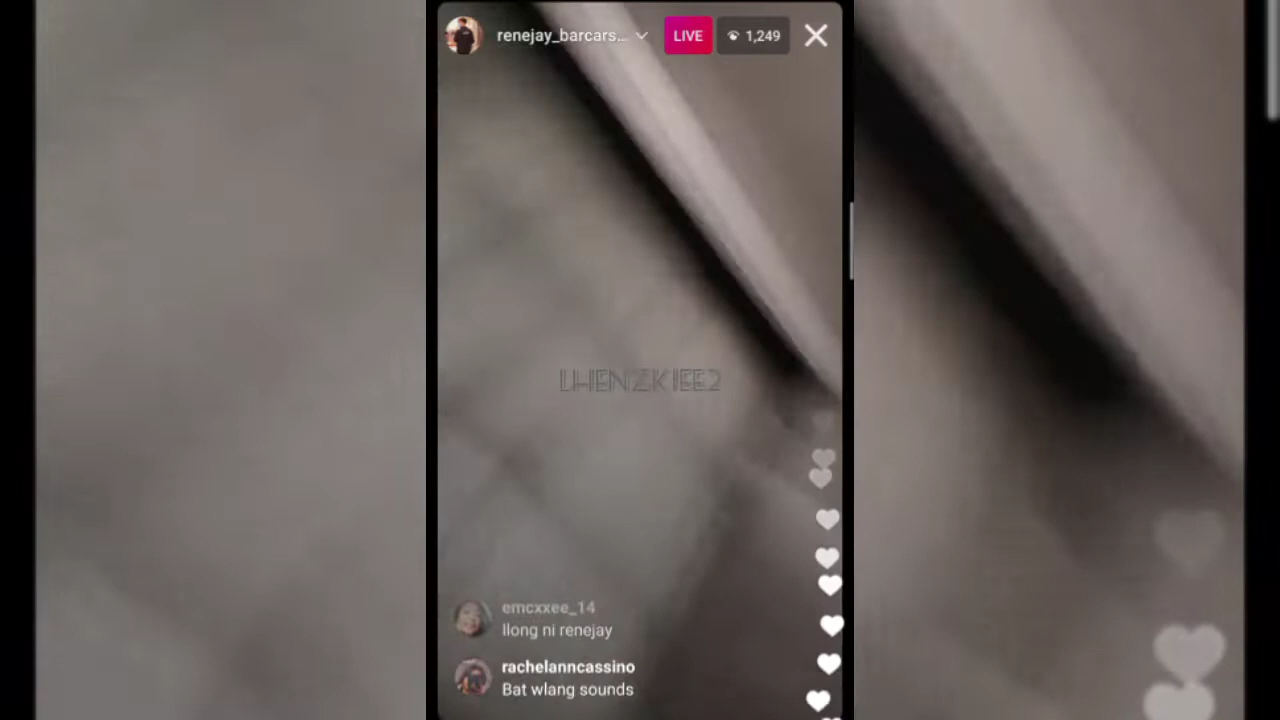 renejay_barcars...
LIVE
1,249
LHENZKIEE2
emcxxee_14
Ilong ni renejay
rachelanncassino
Bat wlang sounds